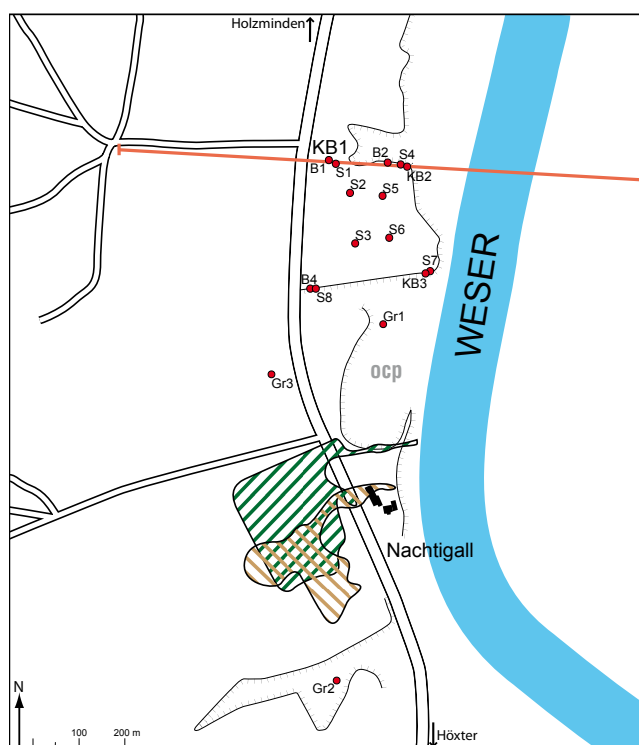 Holzminden
KB1
B2
S4
B1
S1
KB2
S2
S5
S6
S3
S7
KB3
B4
S8
WESER
Gr1
ocp
Gr3
Nachtigall
Gr2
N
100
200 m
Höxter